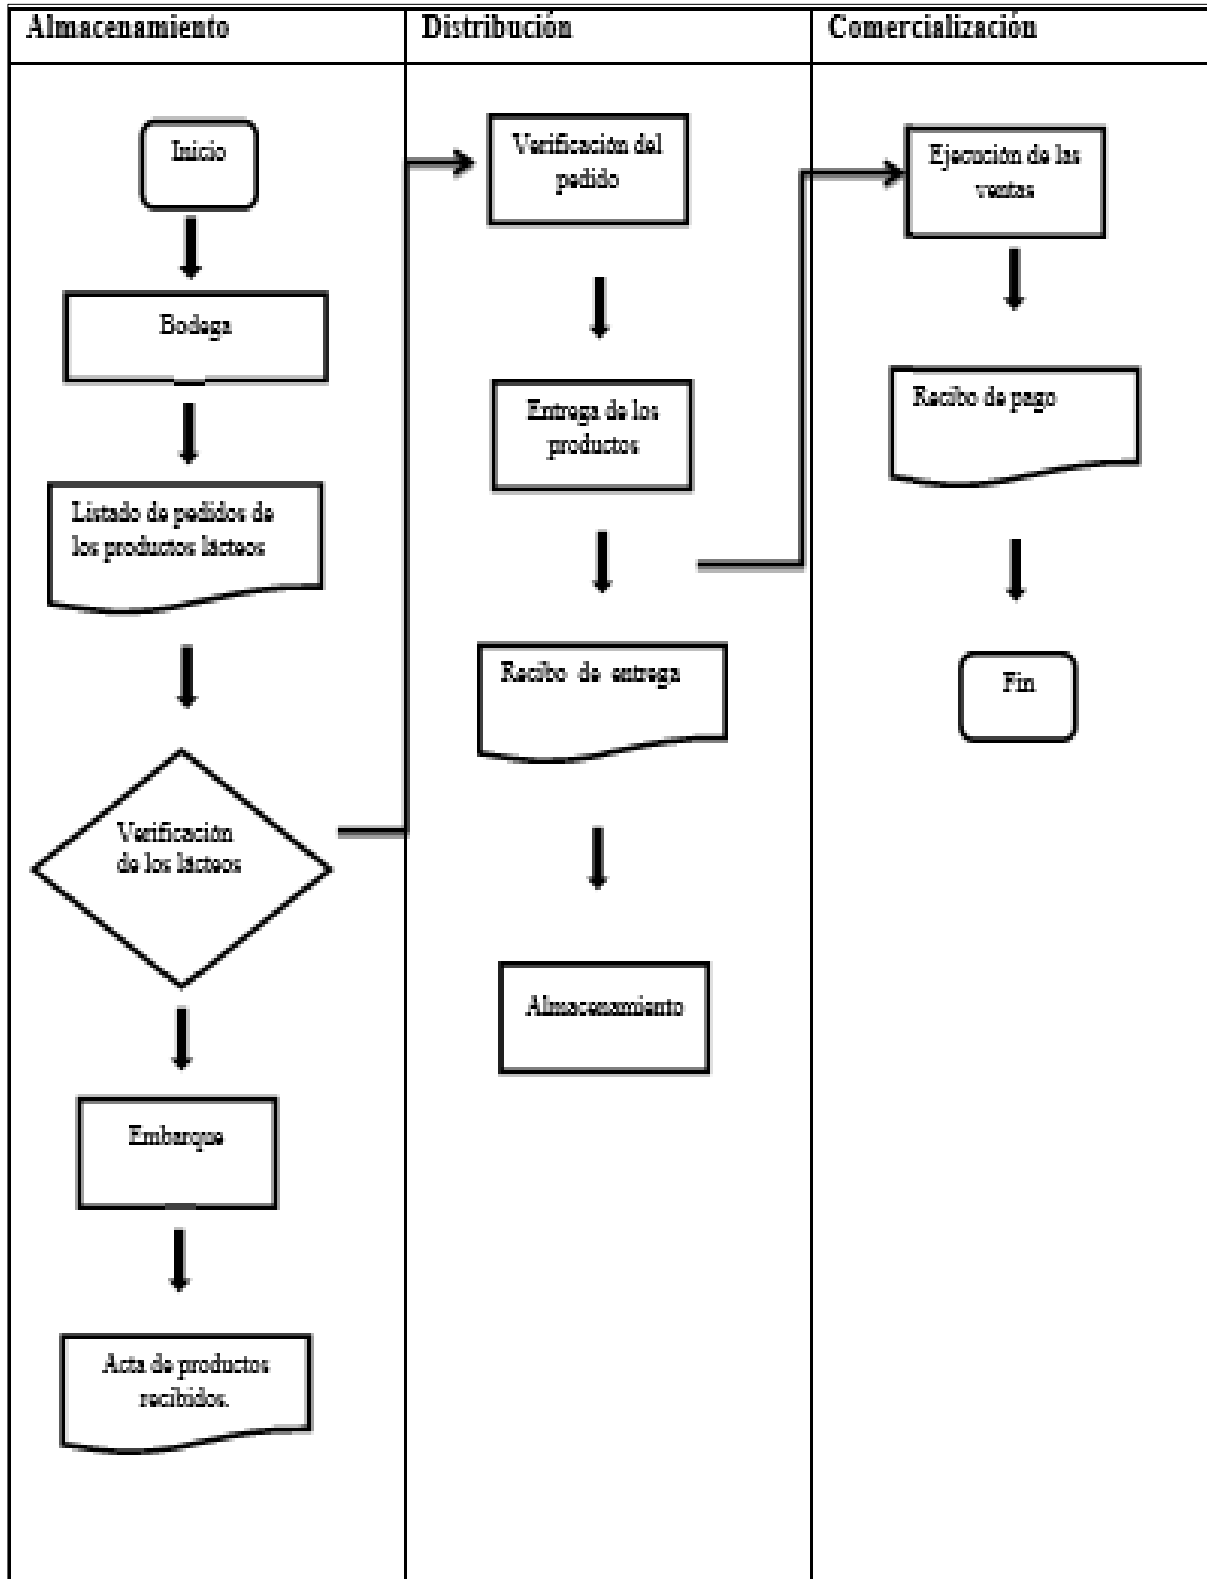 Almacenamiento
Distribución
Comercialización
Inicio
Bodega
Listado de pedidos de
los productos lácteos
Verificación
de los lácteos
Embarque
Acta de productos
recibidos.
Verificación del
pedido
Entrega de los
productos
Recibo de entrega
Almacenamiento
Ejecución de las
ventas
Recibo de pago
Fin